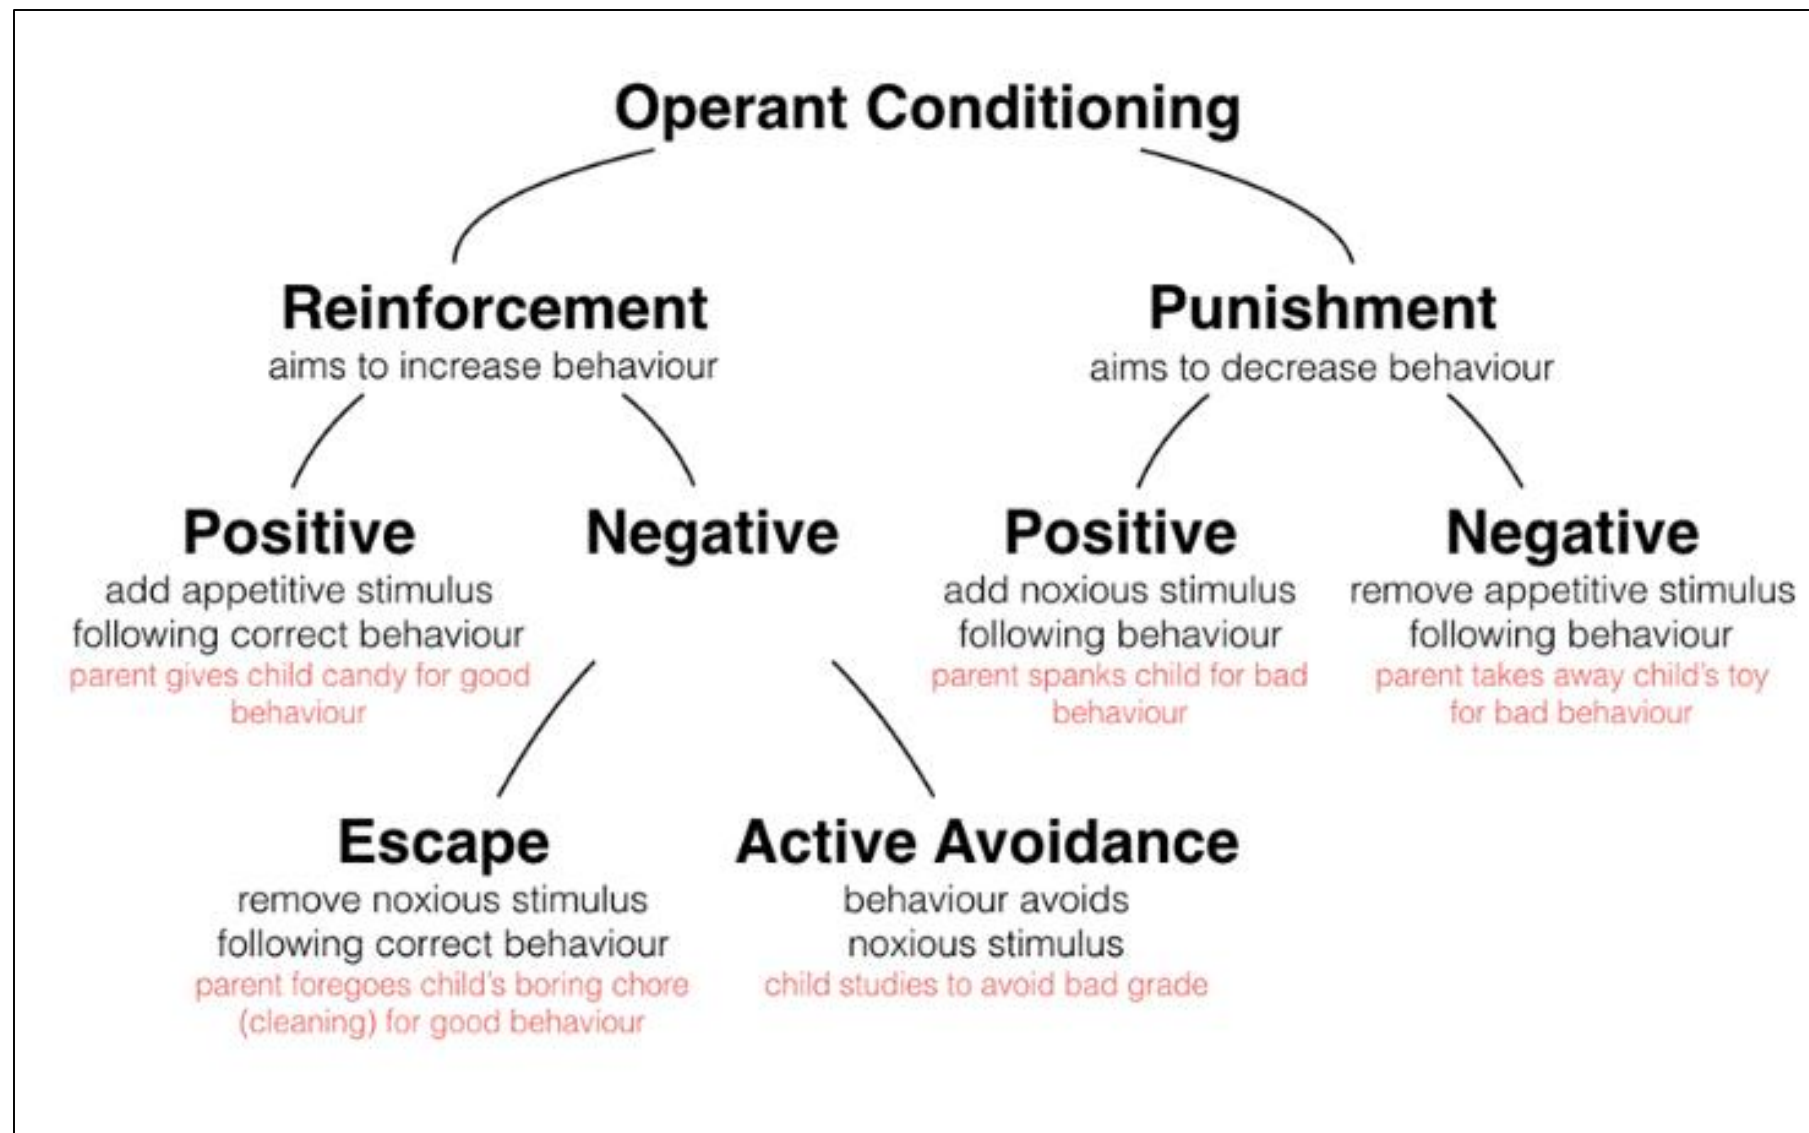 Operant Conditioning
Reinforcement
aims to increase behaviour
Punishment
aims to decrease behaviour
Positive
add appetitive stimulus
following correct behaviour
parent gives child candy for good
behaviour
Negative
Positive
add noxious stimulus
following behaviour
parent spanks child for bad
behaviour
Negative
remove appetitive stimulus
following behaviour
parent takes away child's toy
for bad behaviour
Escape
remove noxious stimulus
following correct behaviour
parent foregoes child's boring chore
(cleaning) for good behaviour
Active Avoidance
behaviour avoids
noxious stimulus
child studies to avoid bad grade